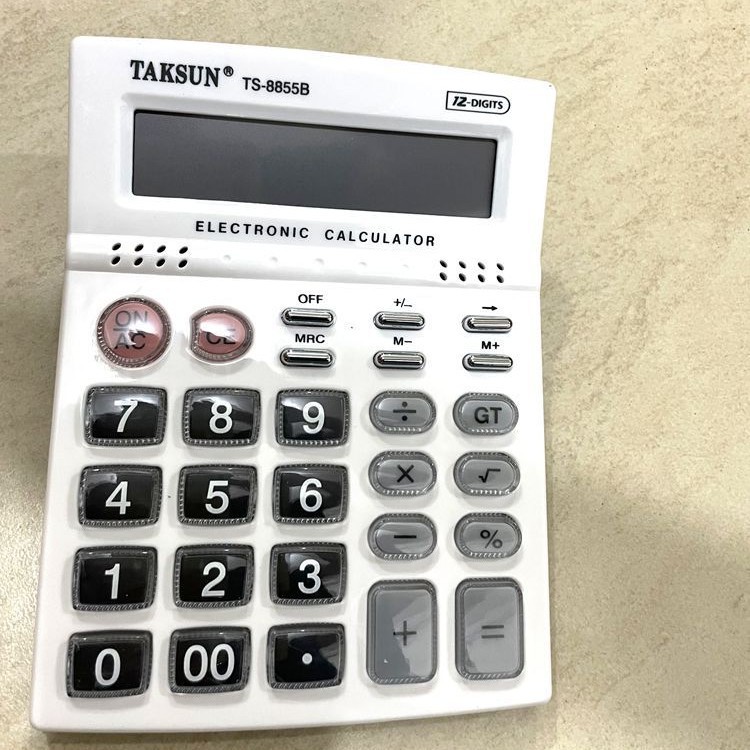 TAKSUN® TS-8855B
12-DIGITS
ELECTRONIC CALCULATOR
OFF +/- →
ON
AC CE
MRC M- M+
7 8 9 ÷ GT
4 5 6 × √
1 2 3 - %
0 00 . + =